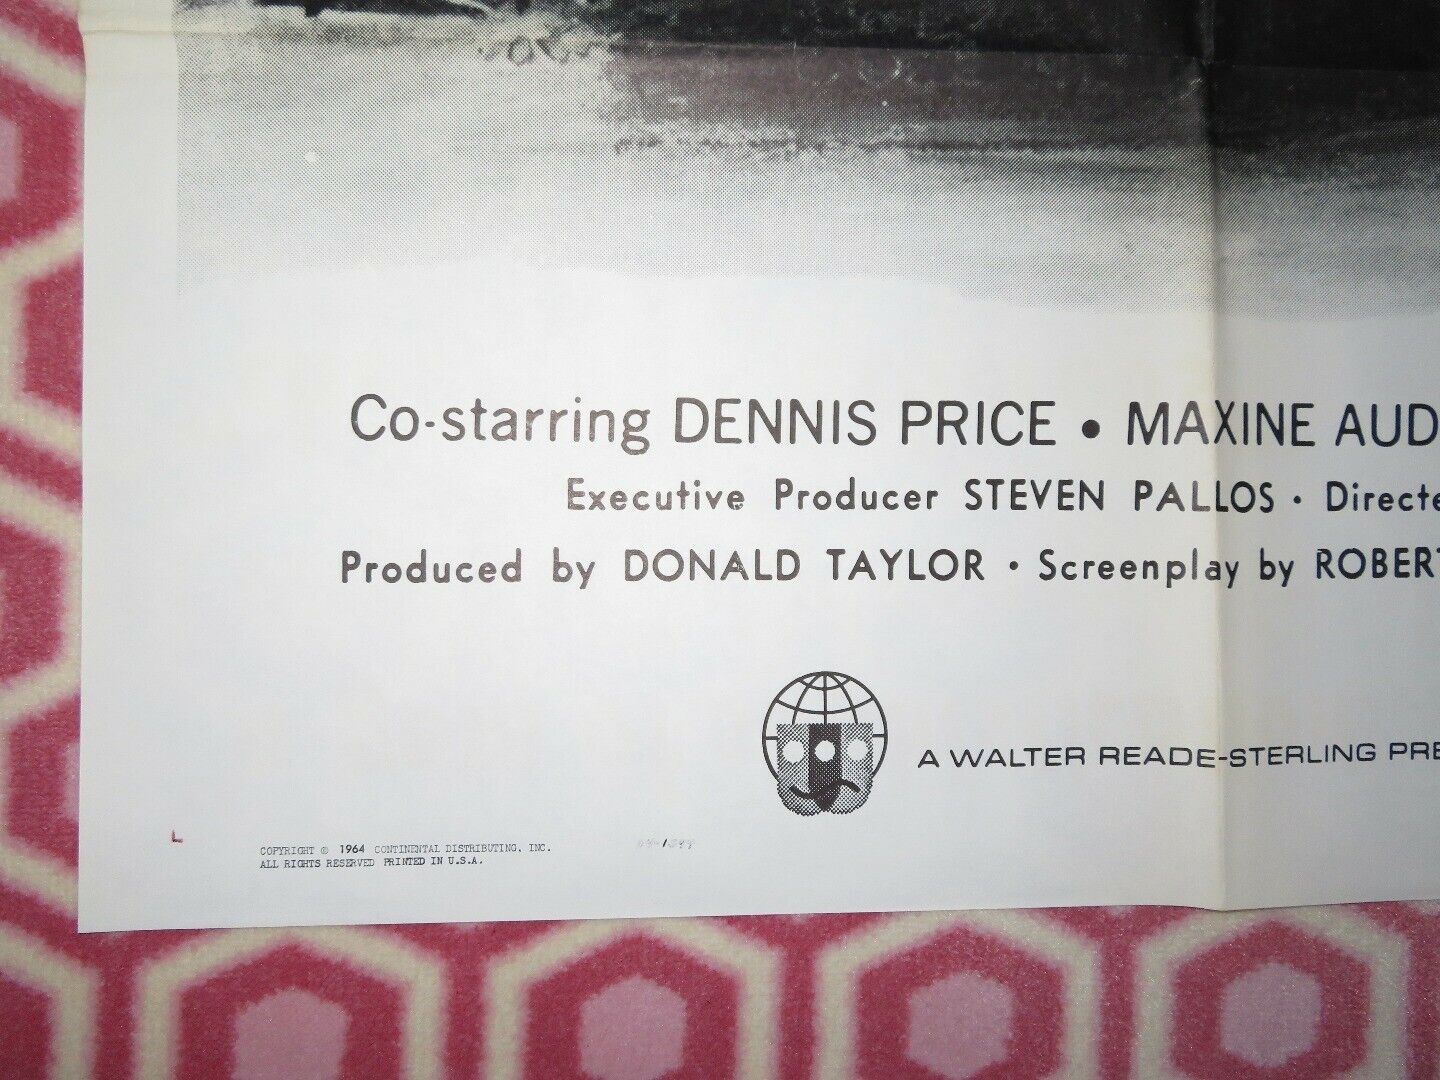 Co-starring DENNIS PRICE • MAXINE AUD
Executive Producer STEVEN PALLOS • Directe
Produced by DONALD TAYLOR • Screenplay by ROBERT
A WALTER READE-STERLING PRE
COPYRIGHT © 1964 CONTINENTAL DISTRIBUTING, INC.
ALL RIGHTS RESERVED PRINTED IN U.S.A.